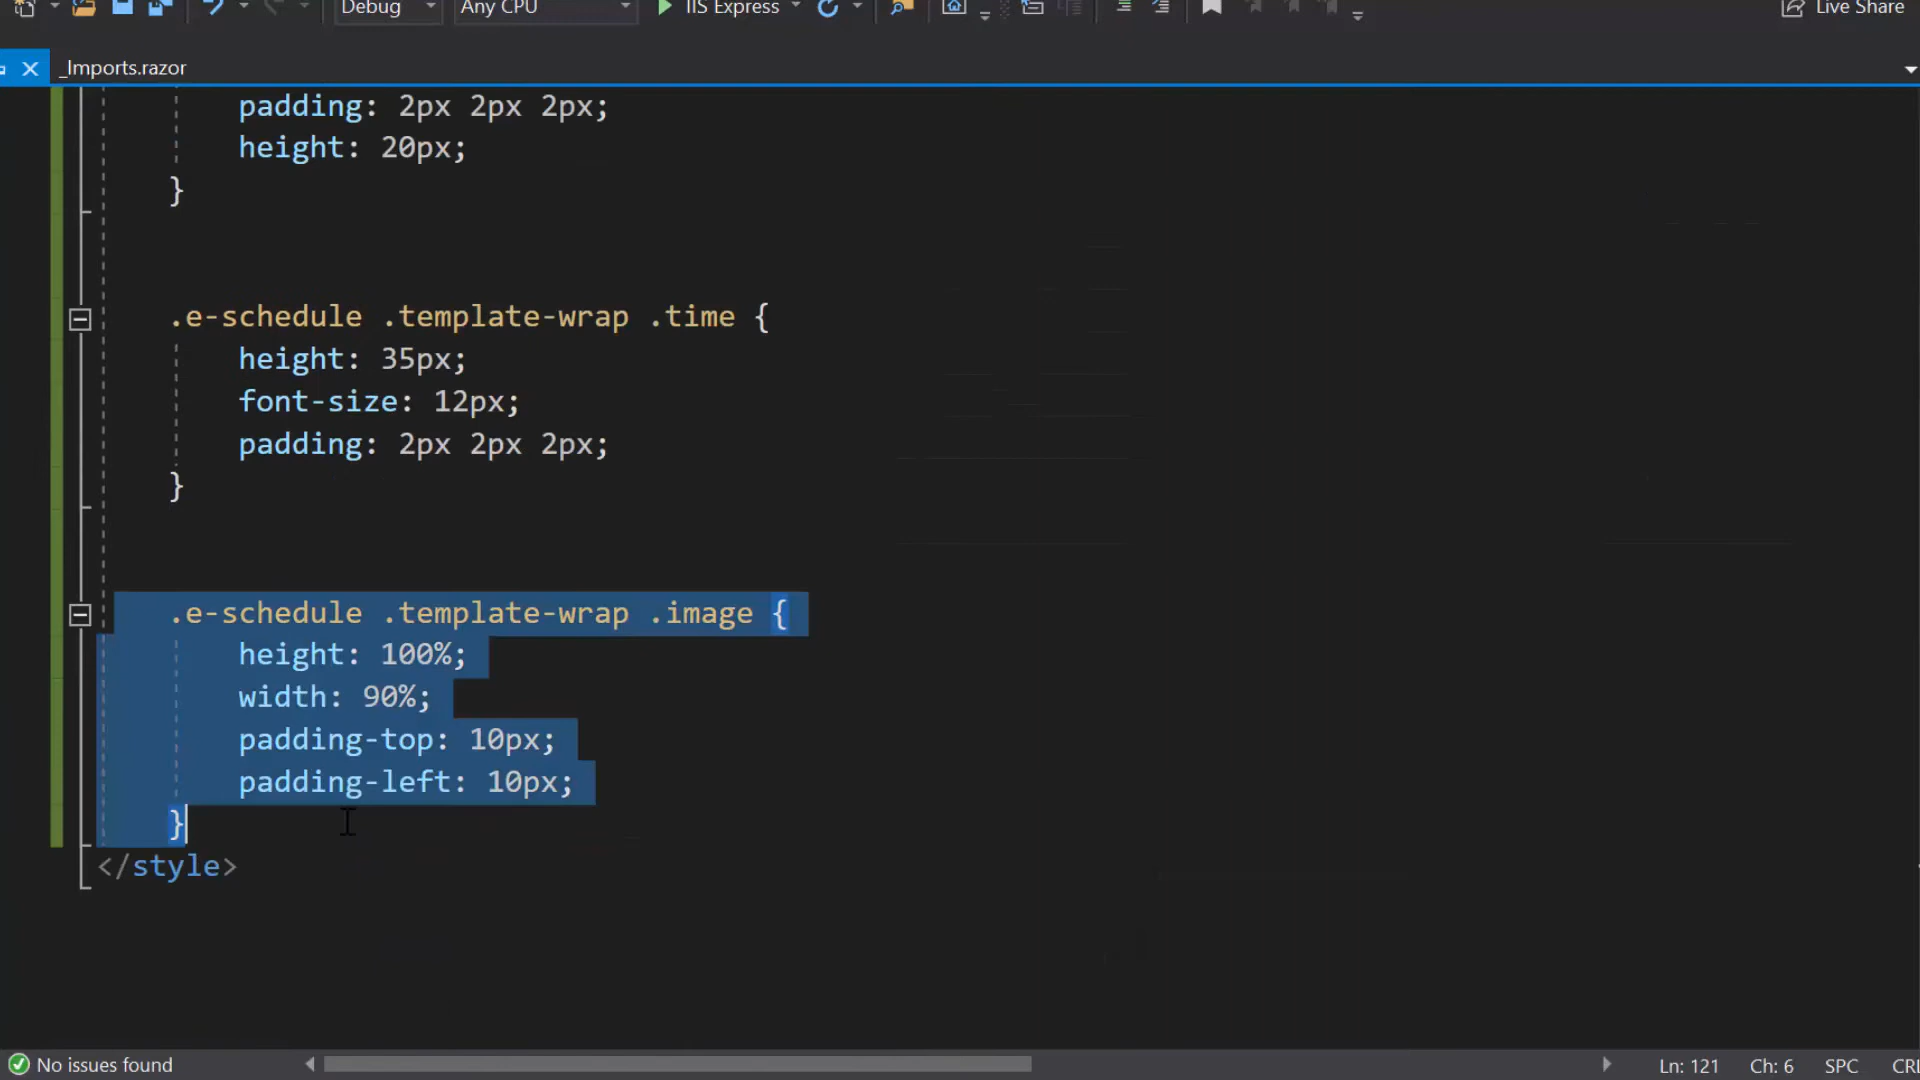 Debug Any CPU IIS Express Live Share
_Imports.razor
padding: 2px 2px 2px;
height: 20px;
}
.e-schedule .template-wrap .time {
height: 35px;
font-size: 12px;
padding: 2px 2px 2px;
}
.e-schedule .template-wrap .image {
height: 100%;
width: 90%;
padding-top: 10px;
padding-left: 10px;
}
</style>
No issues found Ln: 121 Ch: 6 SPC